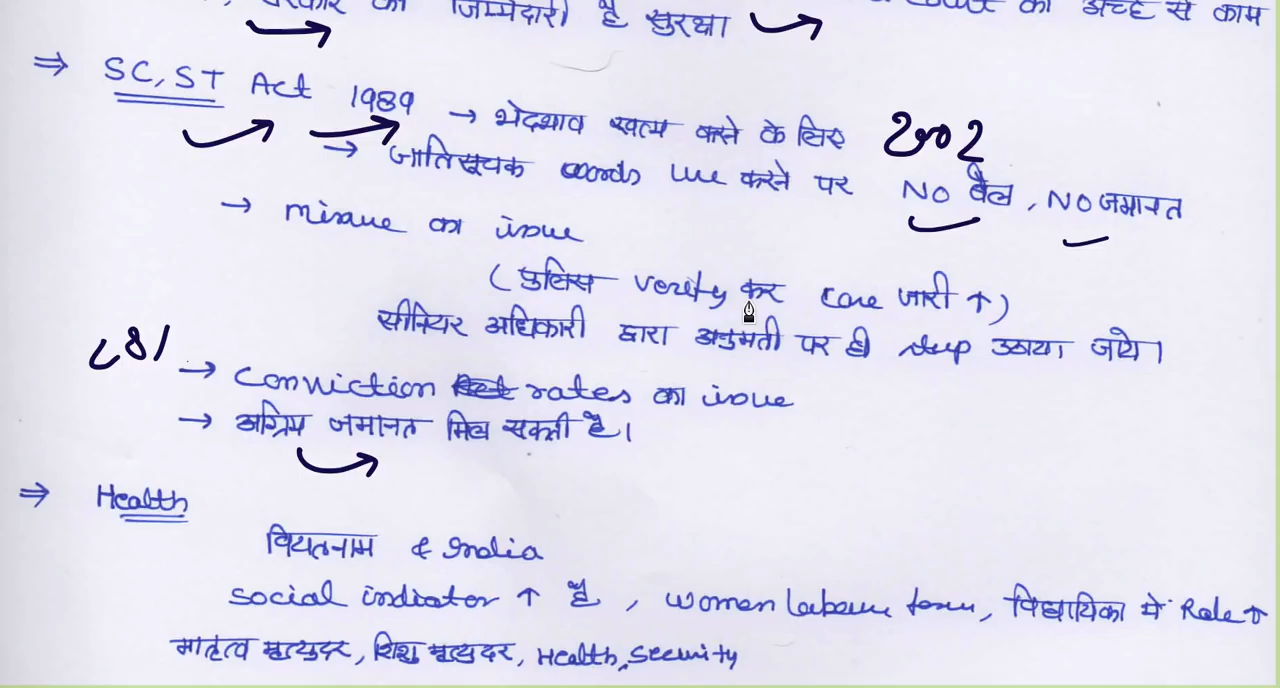 जिम्मेदारी है सुरक्षा का अच्छे से काम
⇒ SC, ST Act 1989 → भेदभाव खत्म करने के लिए
→ जातिसूचक words use करने पर NO बैल, NO जमानत
→ misuse का issue
(पुलिस verify कर case जारी ↑)
सीनियर अधिकारी द्वारा अनुमती पर ही step उठाया जाये।
→ Conviction rates का issue
→ अग्रिम जमानत मिल सकती है।
⇒ Health
वियतनाम & India
social indicator ↑ है, women labour force, विधायिका में Role ↑
मातृत्व मृत्युदर, शिशु मृत्युदर, Health, Security